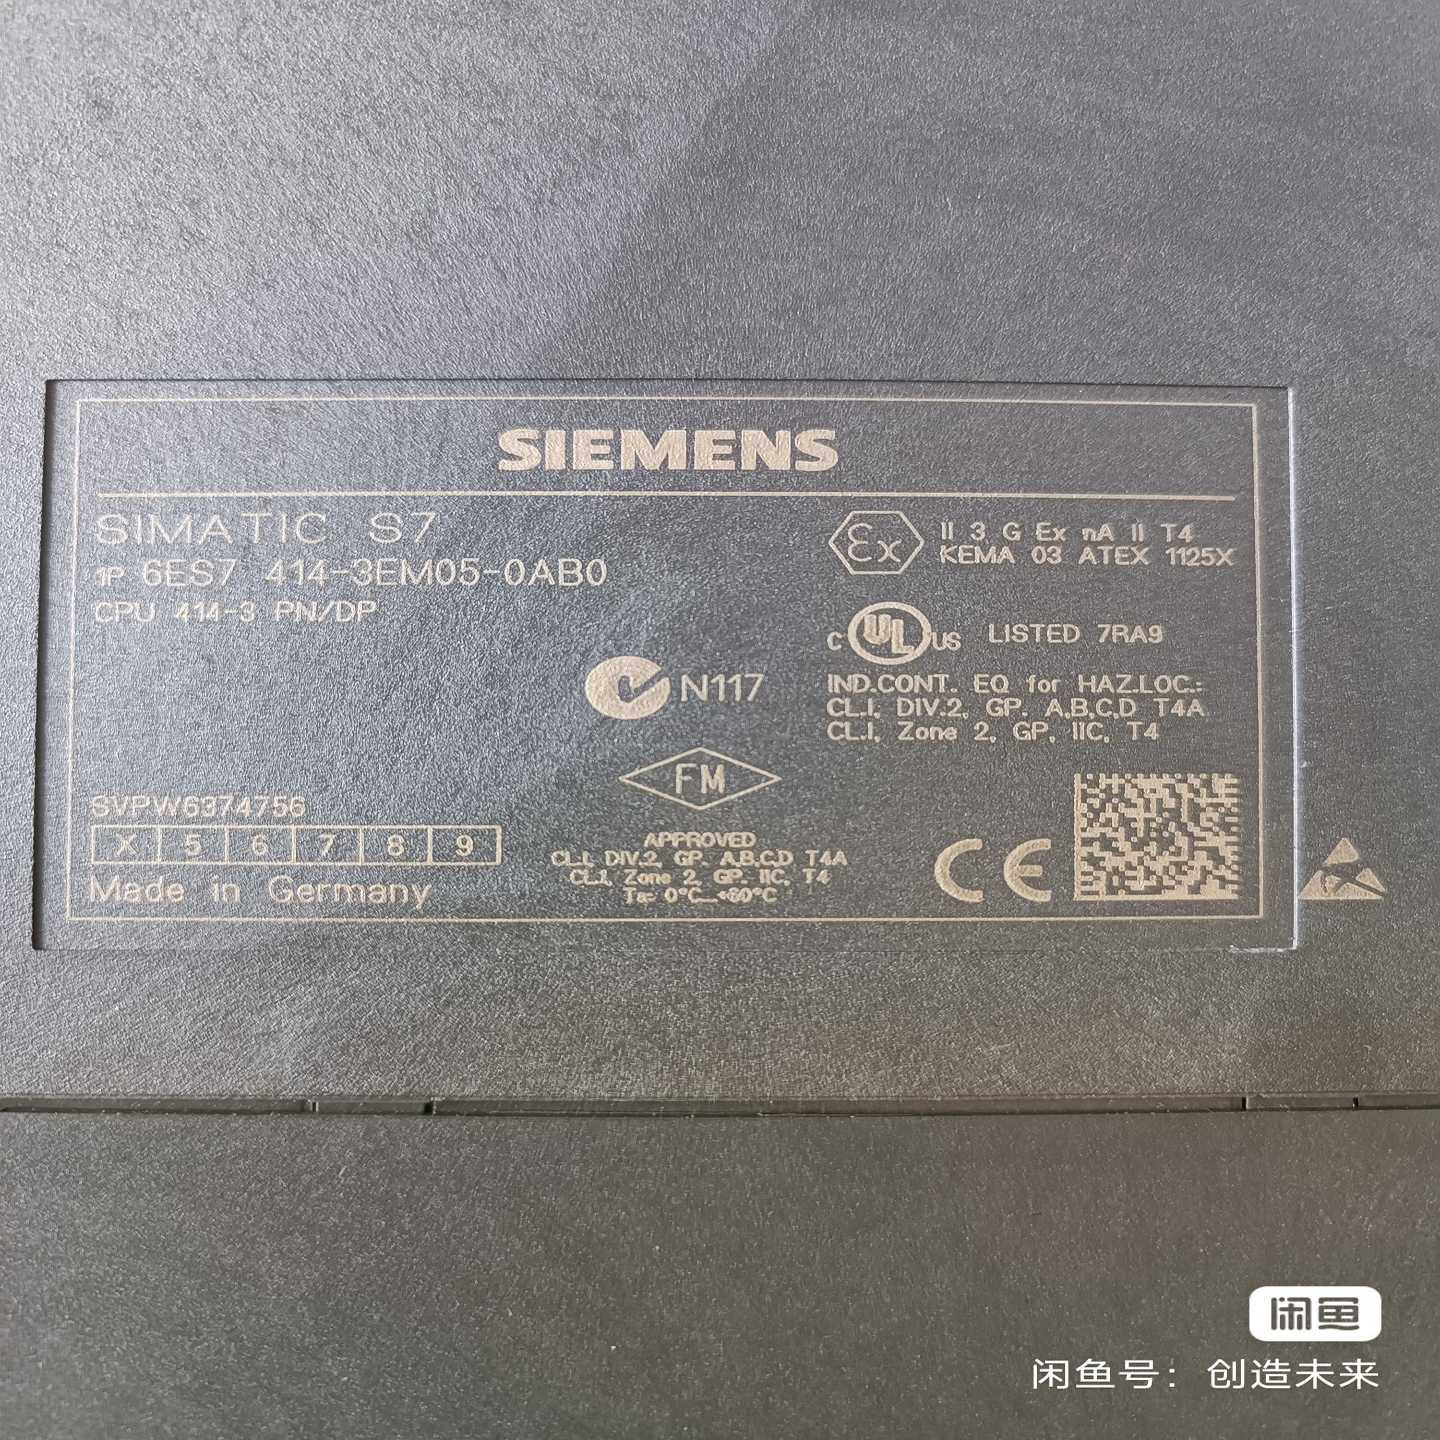 SIEMENS
SIMATIC S7
1P 6ES7 414-3EM05-0AB0
CPU 414-3 PN/DP
Ex II 3 G Ex nA II T4
KEMA 03 ATEX 1125X
C UL US LISTED 7RA9
IND.CONT. EQ for HAZ.LOC.:
CL.I, DIV.2, GP. A,B,C,D T4A
CL.I, Zone 2, GP, IIC, T4
N117
FM
APPROVED
CL.I, DIV.2, GP. A,B,C,D T4A
CL.I, Zone 2, GP. IIC, T4
Ta: 0°C...+60°C
SVPW6374756
X 5 6 7 8 9
Made in Germany
CE
闲鱼
闲鱼号：创造未来